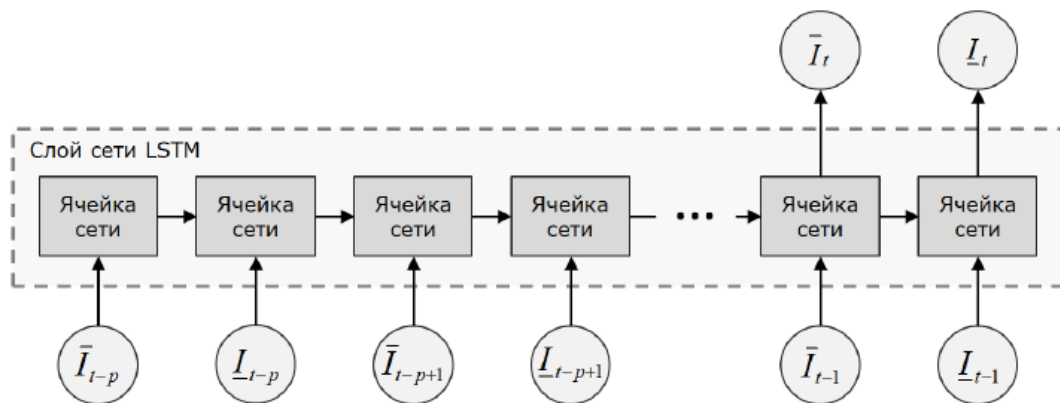 Ī_t I̲_t
Слой сети LSTM
Ячейка сети Ячейка сети Ячейка сети Ячейка сети ... Ячейка сети Ячейка сети
Ī_{t-p} I̲_{t-p} Ī_{t-p+1} I̲_{t-p+1} Ī_{t-1} I̲_{t-1}